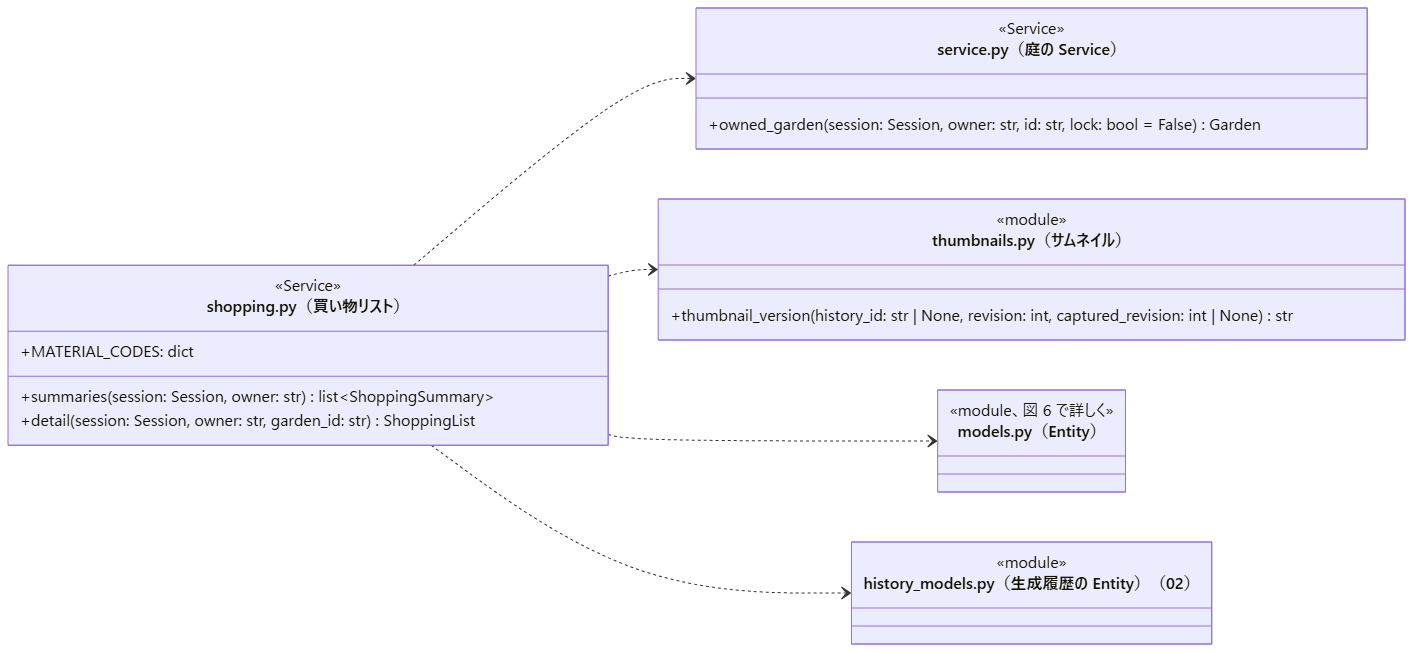 «Service»
service.py（庭の Service）
+owned_garden(session: Session, owner: str, id: str, lock: bool = False) : Garden
«module»
thumbnails.py（サムネイル）
+thumbnail_version(history_id: str | None, revision: int, captured_revision: int | None) : str
«Service»
shopping.py（買い物リスト）
+MATERIAL_CODES: dict
+summaries(session: Session, owner: str) : list<ShoppingSummary>
+detail(session: Session, owner: str, garden_id: str) : ShoppingList
«module、図 6 で詳しく»
models.py（Entity）
«module»
history_models.py（生成履歴の Entity）（02）